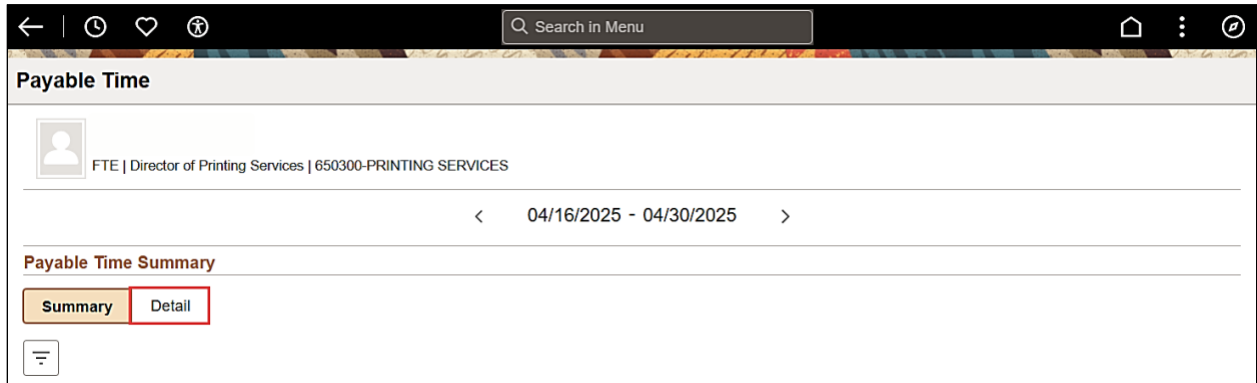 Search in Menu
Payable Time
FTE | Director of Printing Services | 650300-PRINTING SERVICES
04/16/2025 - 04/30/2025
Payable Time Summary
Summary Detail